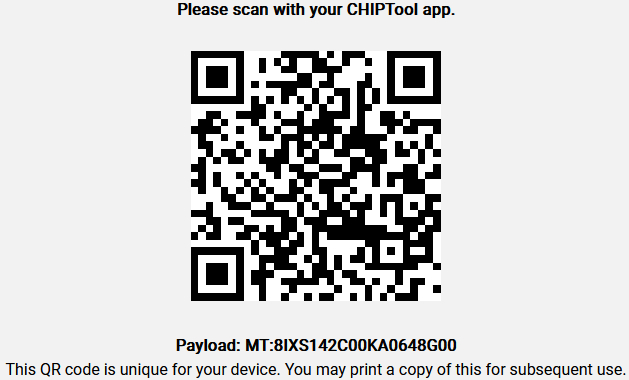 Please scan with your CHIPTool app.
Payload: MT:8IXS142C00KA0648G00
This QR code is unique for your device. You may print a copy of this for subsequent use.